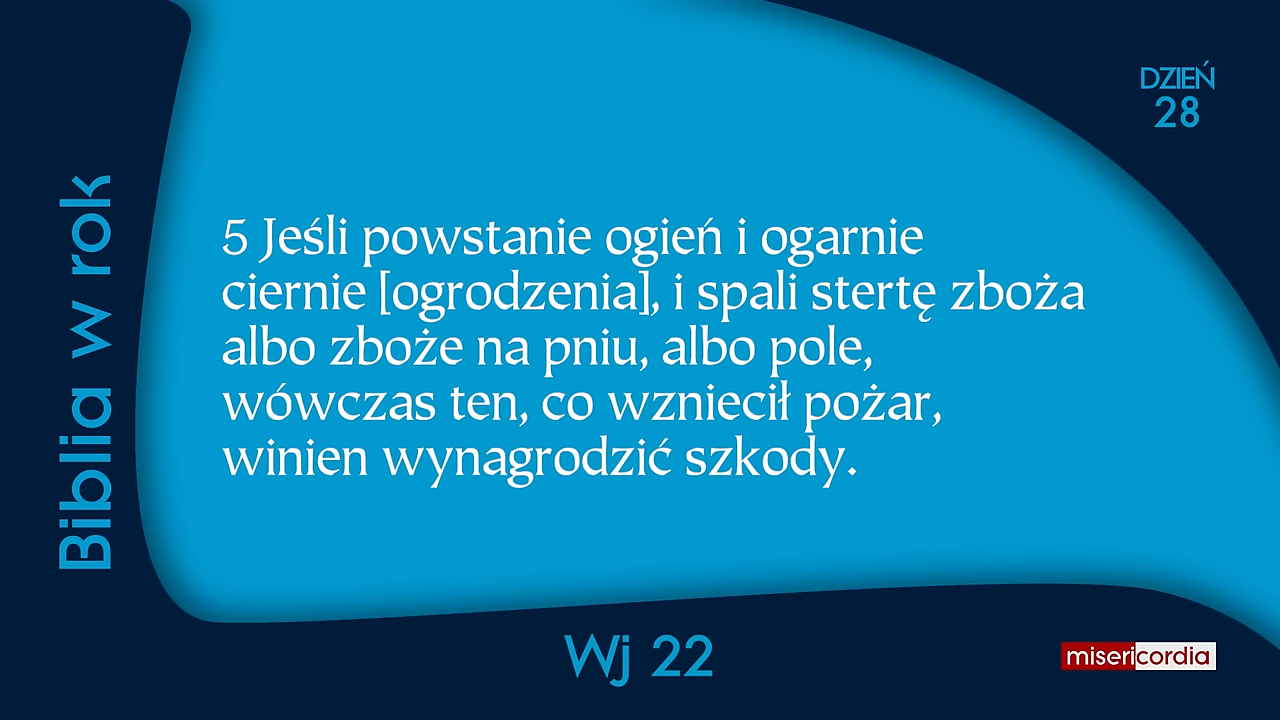 DZIEŃ
28
Biblia w rok
5 Jeśli powstanie ogień i ogarnie
ciernie [ogrodzenia], i spali stertę zboża
albo zboże na pniu, albo pole,
wówczas ten, co wzniecił pożar,
winien wynagrodzić szkody.
Wj 22
misericordia